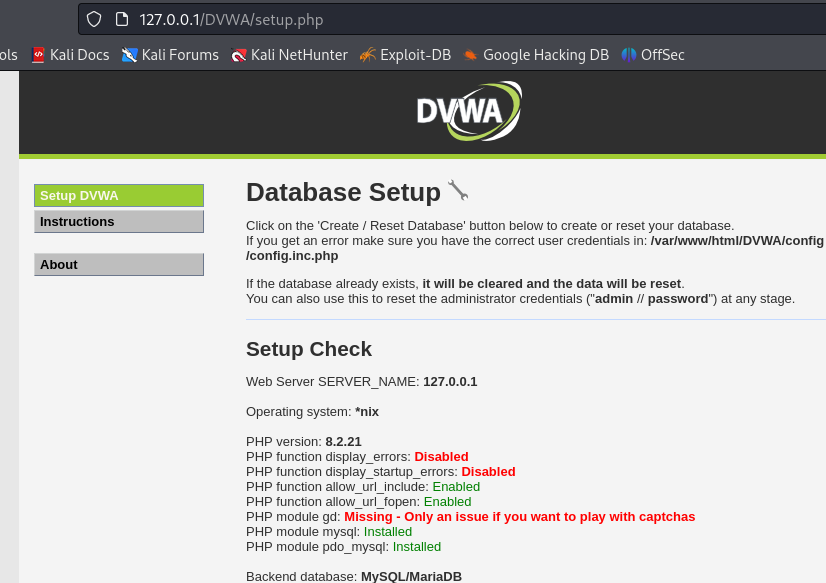 127.0.0.1/DVWA/setup.php
ols Kali Docs Kali Forums Kali NetHunter Exploit-DB Google Hacking DB OffSec
DVWA
Setup DVWA
Instructions
About
Database Setup
Click on the 'Create / Reset Database' button below to create or reset your database.
If you get an error make sure you have the correct user credentials in: /var/www/html/DVWA/config
/config.inc.php
If the database already exists, it will be cleared and the data will be reset.
You can also use this to reset the administrator credentials ("admin // password") at any stage.
Setup Check
Web Server SERVER_NAME: 127.0.0.1
Operating system: *nix
PHP version: 8.2.21
PHP function display_errors: Disabled
PHP function display_startup_errors: Disabled
PHP function allow_url_include: Enabled
PHP function allow_url_fopen: Enabled
PHP module gd: Missing - Only an issue if you want to play with captchas
PHP module mysql: Installed
PHP module pdo_mysql: Installed
Backend database: MySQL/MariaDB